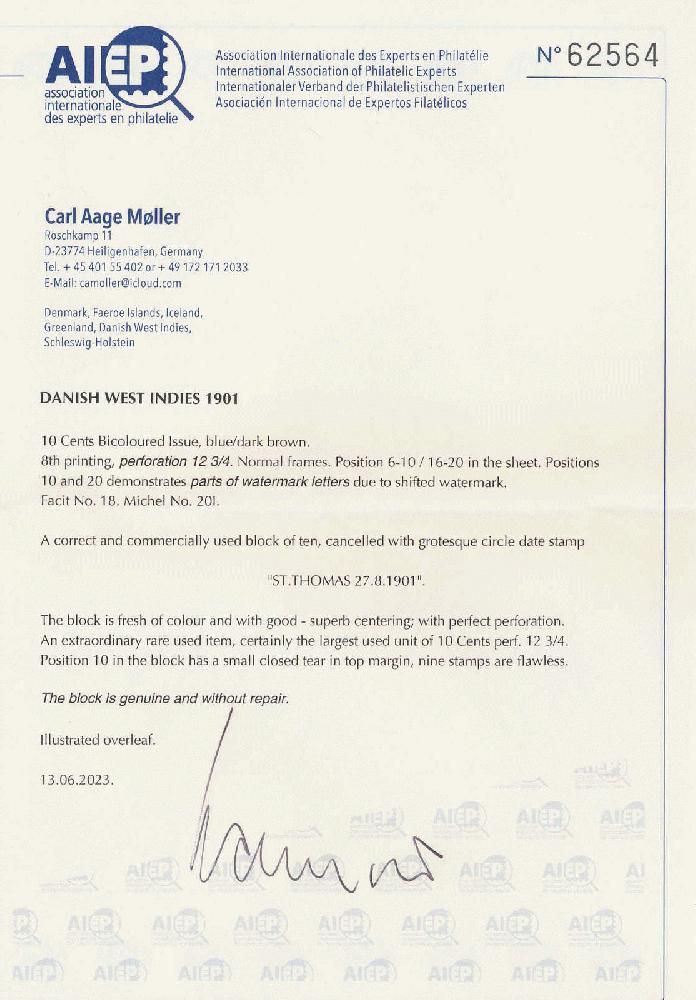 AIEP
association
internationale
des experts en philatelie
Association Internationale des Experts en Philatélie
International Association of Philatelic Experts
Internationaler Verband der Philatelistischen Experten
Asociación Internacional de Expertos Filatélicos
N° 62564
Carl Aage Møller
Roschkamp 11
D-23774 Heiligenhafen, Germany
Tel. + 45 401 55 402 or + 49 172 171 2033
E-Mail: camoller@icloud.com
Denmark, Faeroe Islands, Iceland,
Greenland, Danish West Indies,
Schleswig-Holstein
DANISH WEST INDIES 1901
10 Cents Bicoloured Issue, blue/dark brown.
8th printing, perforation 12 3/4. Normal frames. Position 6-10 / 16-20 in the sheet. Positions
10 and 20 demonstrates parts of watermark letters due to shifted watermark.
Facit No. 18. Michel No. 20I.
A correct and commercially used block of ten, cancelled with grotesque circle date stamp
"ST.THOMAS 27.8.1901".
The block is fresh of colour and with good - superb centering; with perfect perforation.
An extraordinary rare used item, certainly the largest used unit of 10 Cents perf. 12 3/4.
Position 10 in the block has a small closed tear in top margin, nine stamps are flawless.
The block is genuine and without repair.
Illustrated overleaf.
13.06.2023.